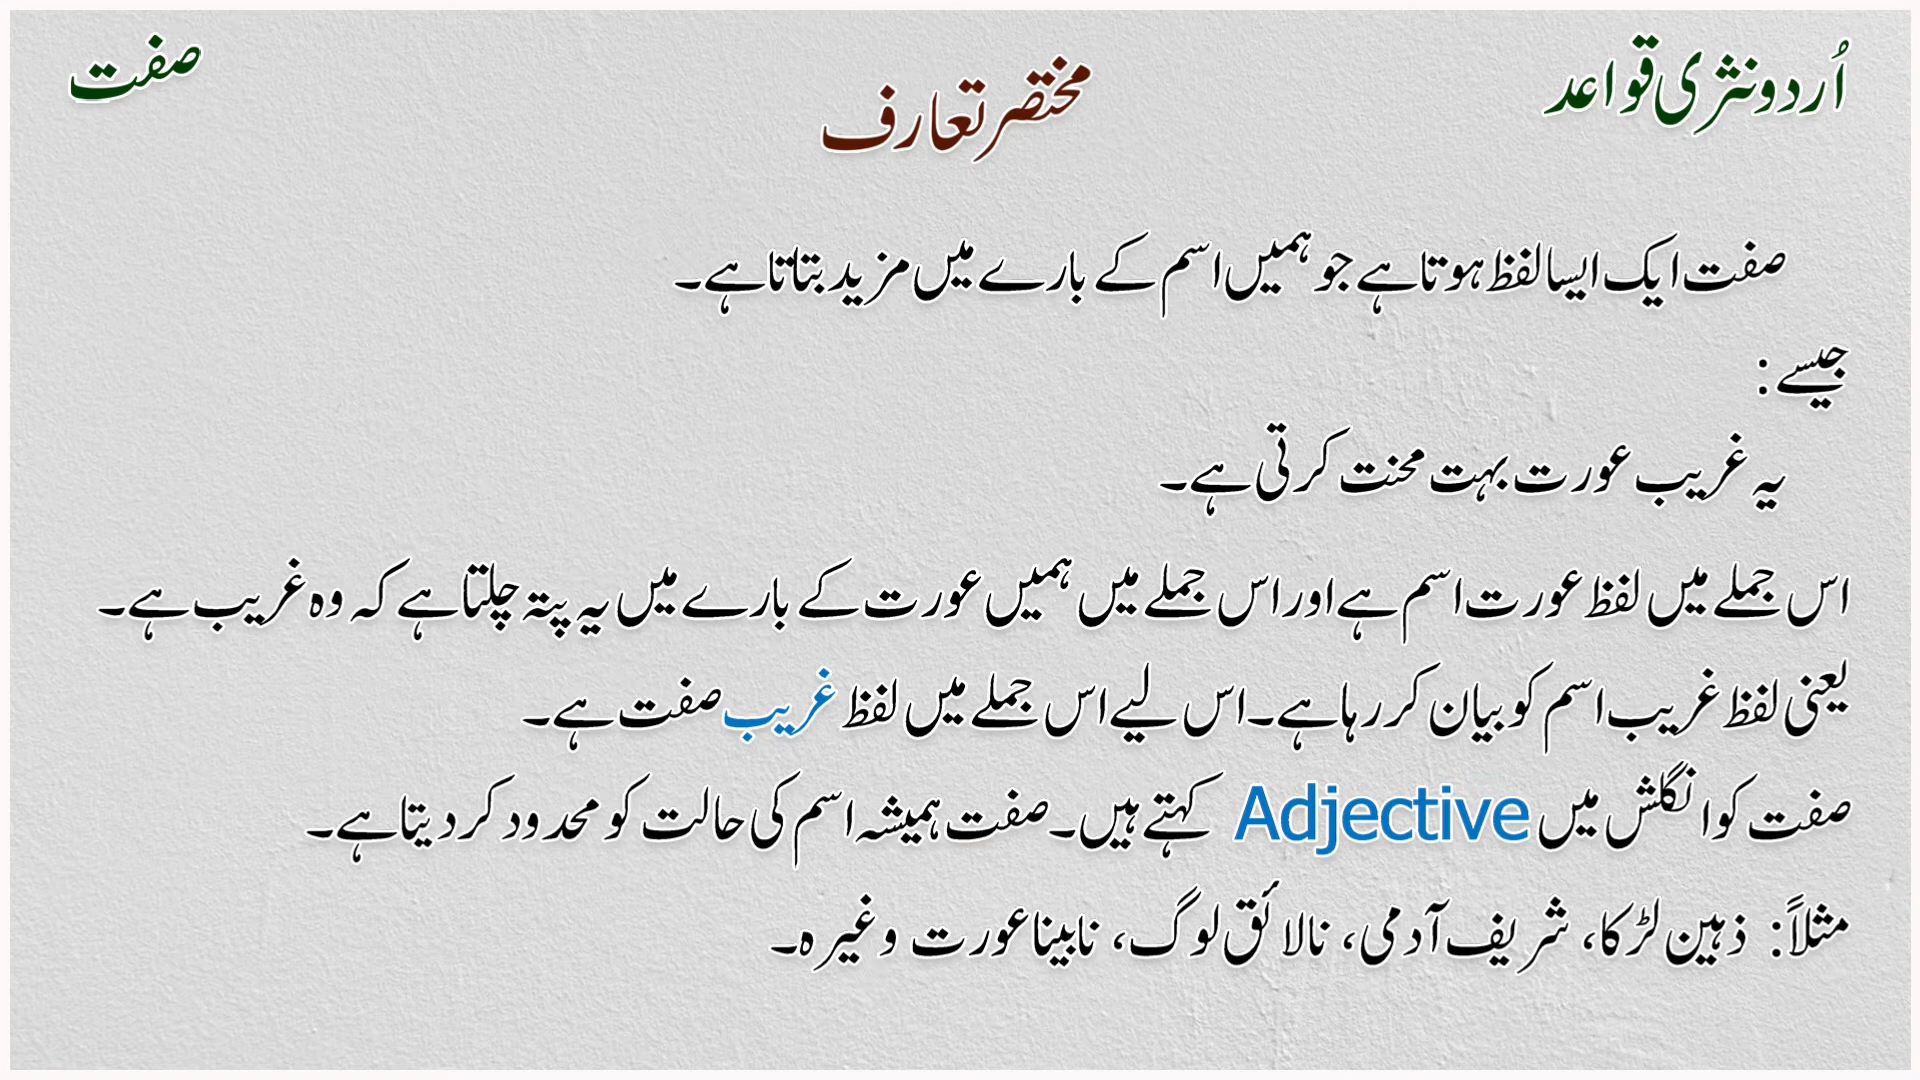 اُردو نثری قواعد
مختصر تعارف
صفت
صفت ایک ایسا لفظ ہوتا ہے جو ہمیں اسم کے بارے میں مزید بتاتا ہے۔
جیسے :
یہ غریب عورت بہت محنت کرتی ہے۔
اس جملے میں لفظ عورت اسم ہے اور اس جملے میں ہمیں عورت کے بارے میں یہ پتہ چلتا ہے کہ وہ غریب ہے۔
یعنی لفظ غریب اسم کو بیان کر رہا ہے۔ اس لیے اس جملے میں لفظ غریب صفت ہے۔
صفت کو انگلش میں Adjective کہتے ہیں۔ صفت ہمیشہ اسم کی حالت کو محدود کر دیتا ہے۔
مثلاً: ذہین لڑکا، شریف آدمی، نالائق لوگ، نابینا عورت وغیرہ۔